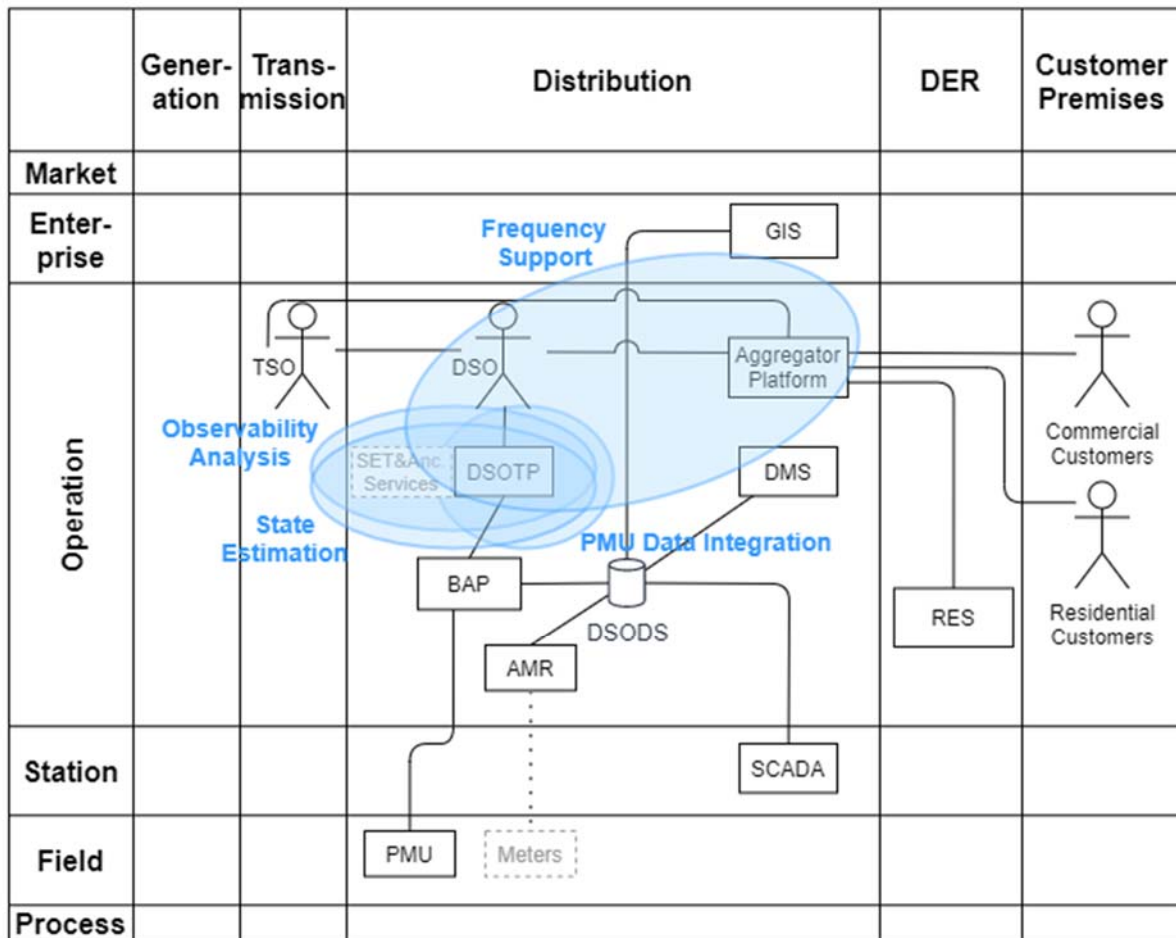 Gener-
ation
Trans-
mission
Distribution
DER
Customer
Premises
Market
Enter-
prise
Frequency
Support
GIS
Operation
TSO
DSO
Aggregator
Platform
Commercial
Customers
Observability
Analysis
SET&Anc.
Services
DSOTP
DMS
State
Estimation
PMU Data Integration
BAP
DSODS
AMR
RES
Residential
Customers
Station
SCADA
Field
PMU
Meters
Process